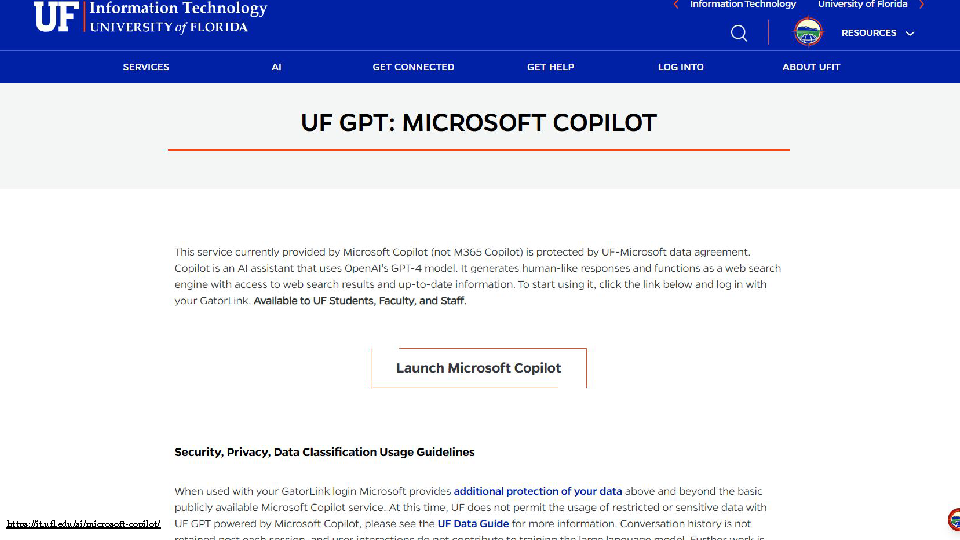 UF Information Technology
UNIVERSITY of FLORIDA
Information Technology
University of Florida
RESOURCES
SERVICES
AI
GET CONNECTED
GET HELP
LOG INTO
ABOUT UFIT
UF GPT: MICROSOFT COPILOT
This service currently provided by Microsoft Copilot (not M365 Copilot) is protected by UF-Microsoft data agreement.
Copilot is an AI assistant that uses OpenAI's GPT-4 model. It generates human-like responses and functions as a web search
engine with access to web search results and up-to-date information. To start using it, click the link below and log in with
your GatorLink. Available to UF Students, Faculty, and Staff.
Launch Microsoft Copilot
Security, Privacy, Data Classification Usage Guidelines
When used with your GatorLink login Microsoft provides additional protection of your data above and beyond the basic
publicly available Microsoft Copilot service. At this time, UF does not permit the usage of restricted or sensitive data with
UF GPT powered by Microsoft Copilot, please see the UF Data Guide for more information. Conversation history is not
retained post each session, and user interactions do not contribute to training the large language model. Further work is
https://it.ufl.edu/ai/microsoft-copilot/